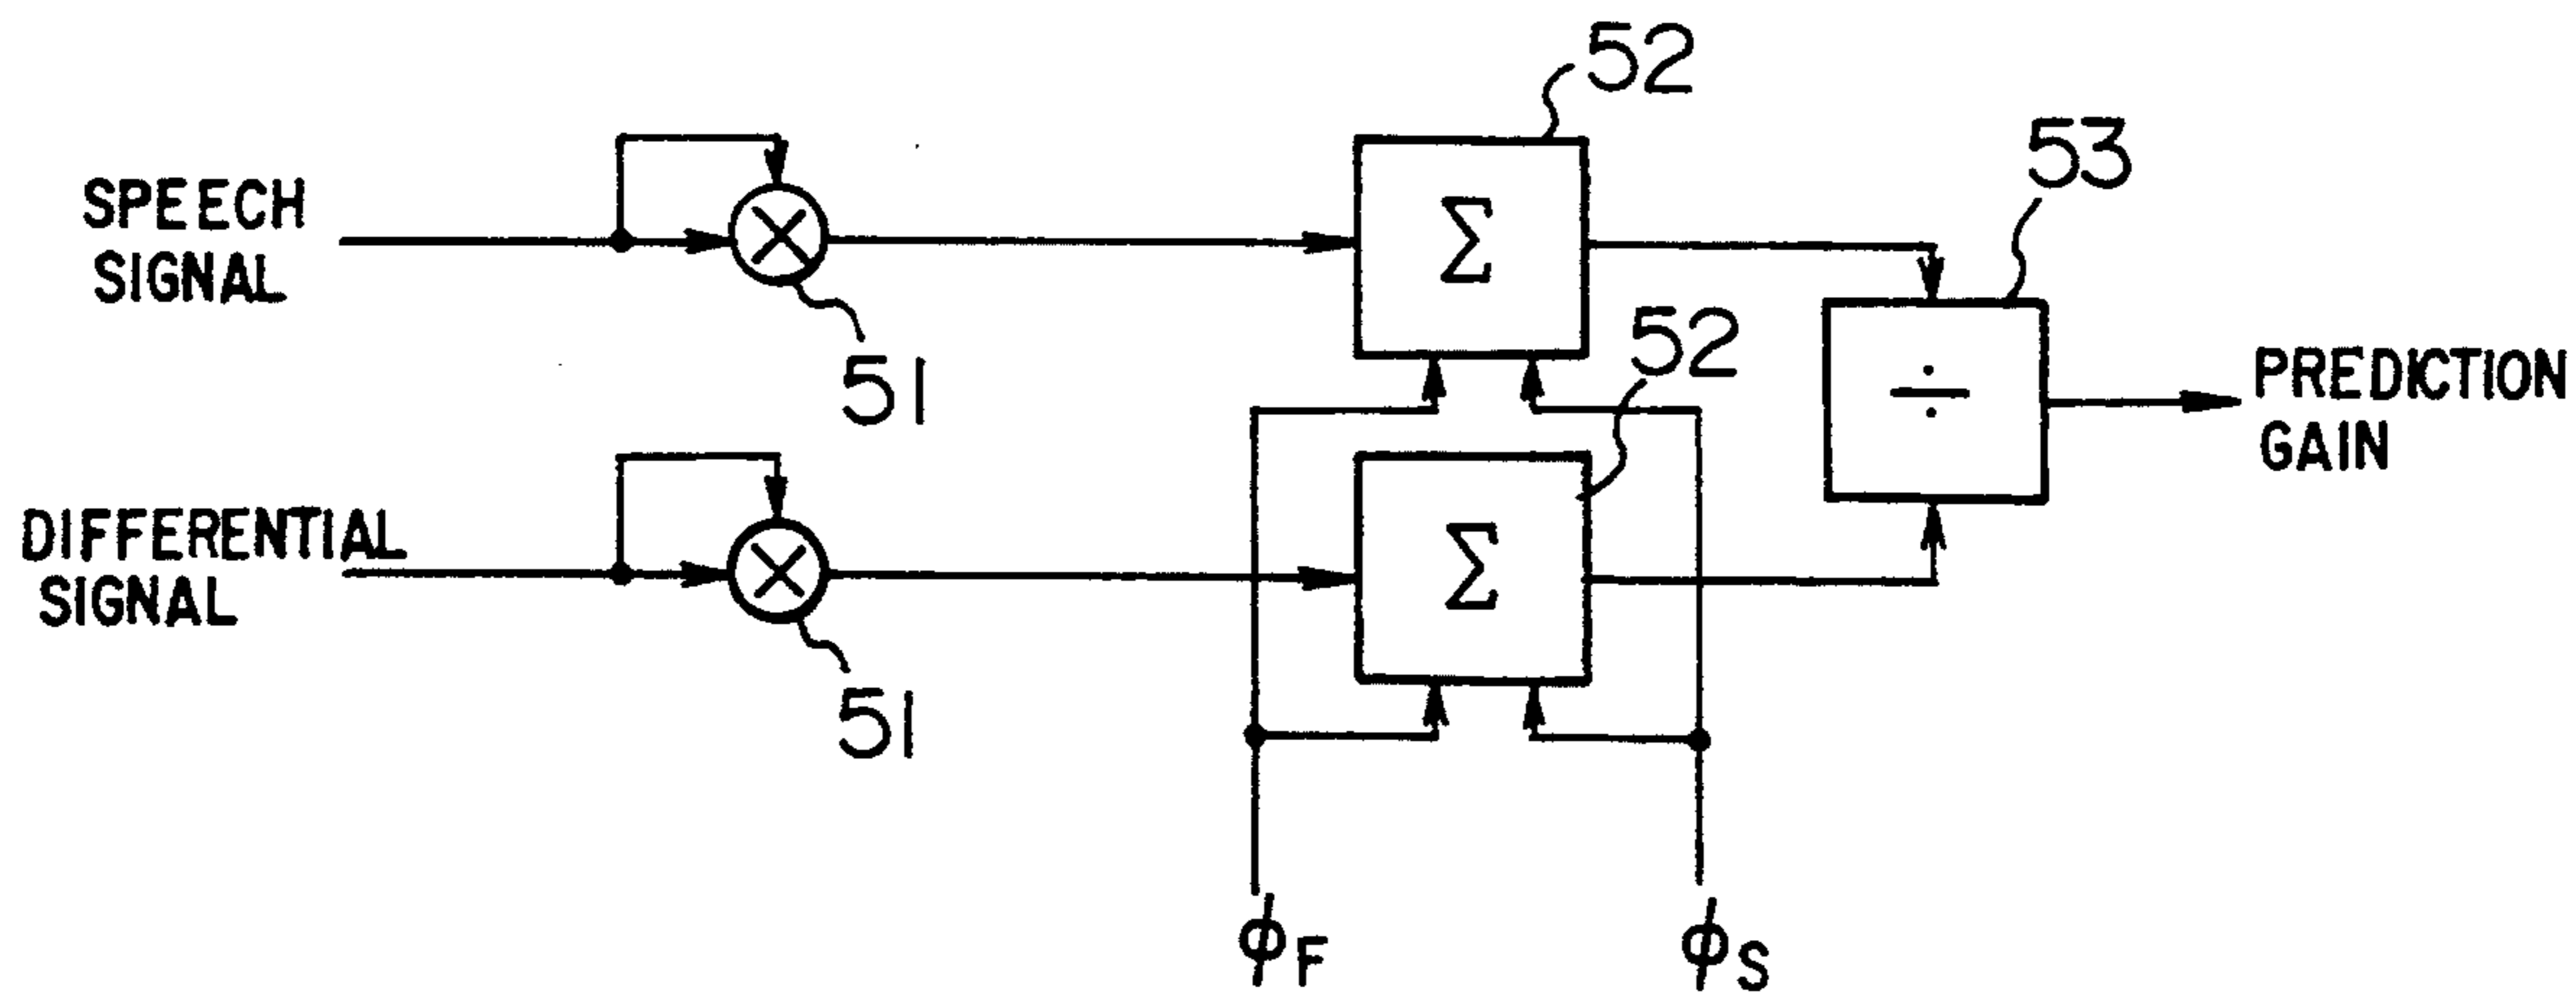 52
53
SPEECH
SIGNAL
Σ
51
52
÷
PREDICTION
GAIN
DIFFERENTIAL
SIGNAL
Σ
51
ϕF
ϕS